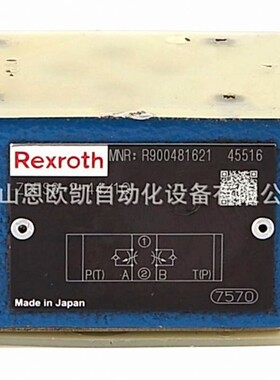 Rexroth
MNR: R900481621 45516
山恩欧凯自动化设备有限公
① 
P(T) A ② B T(P)
Made in Japan
7570